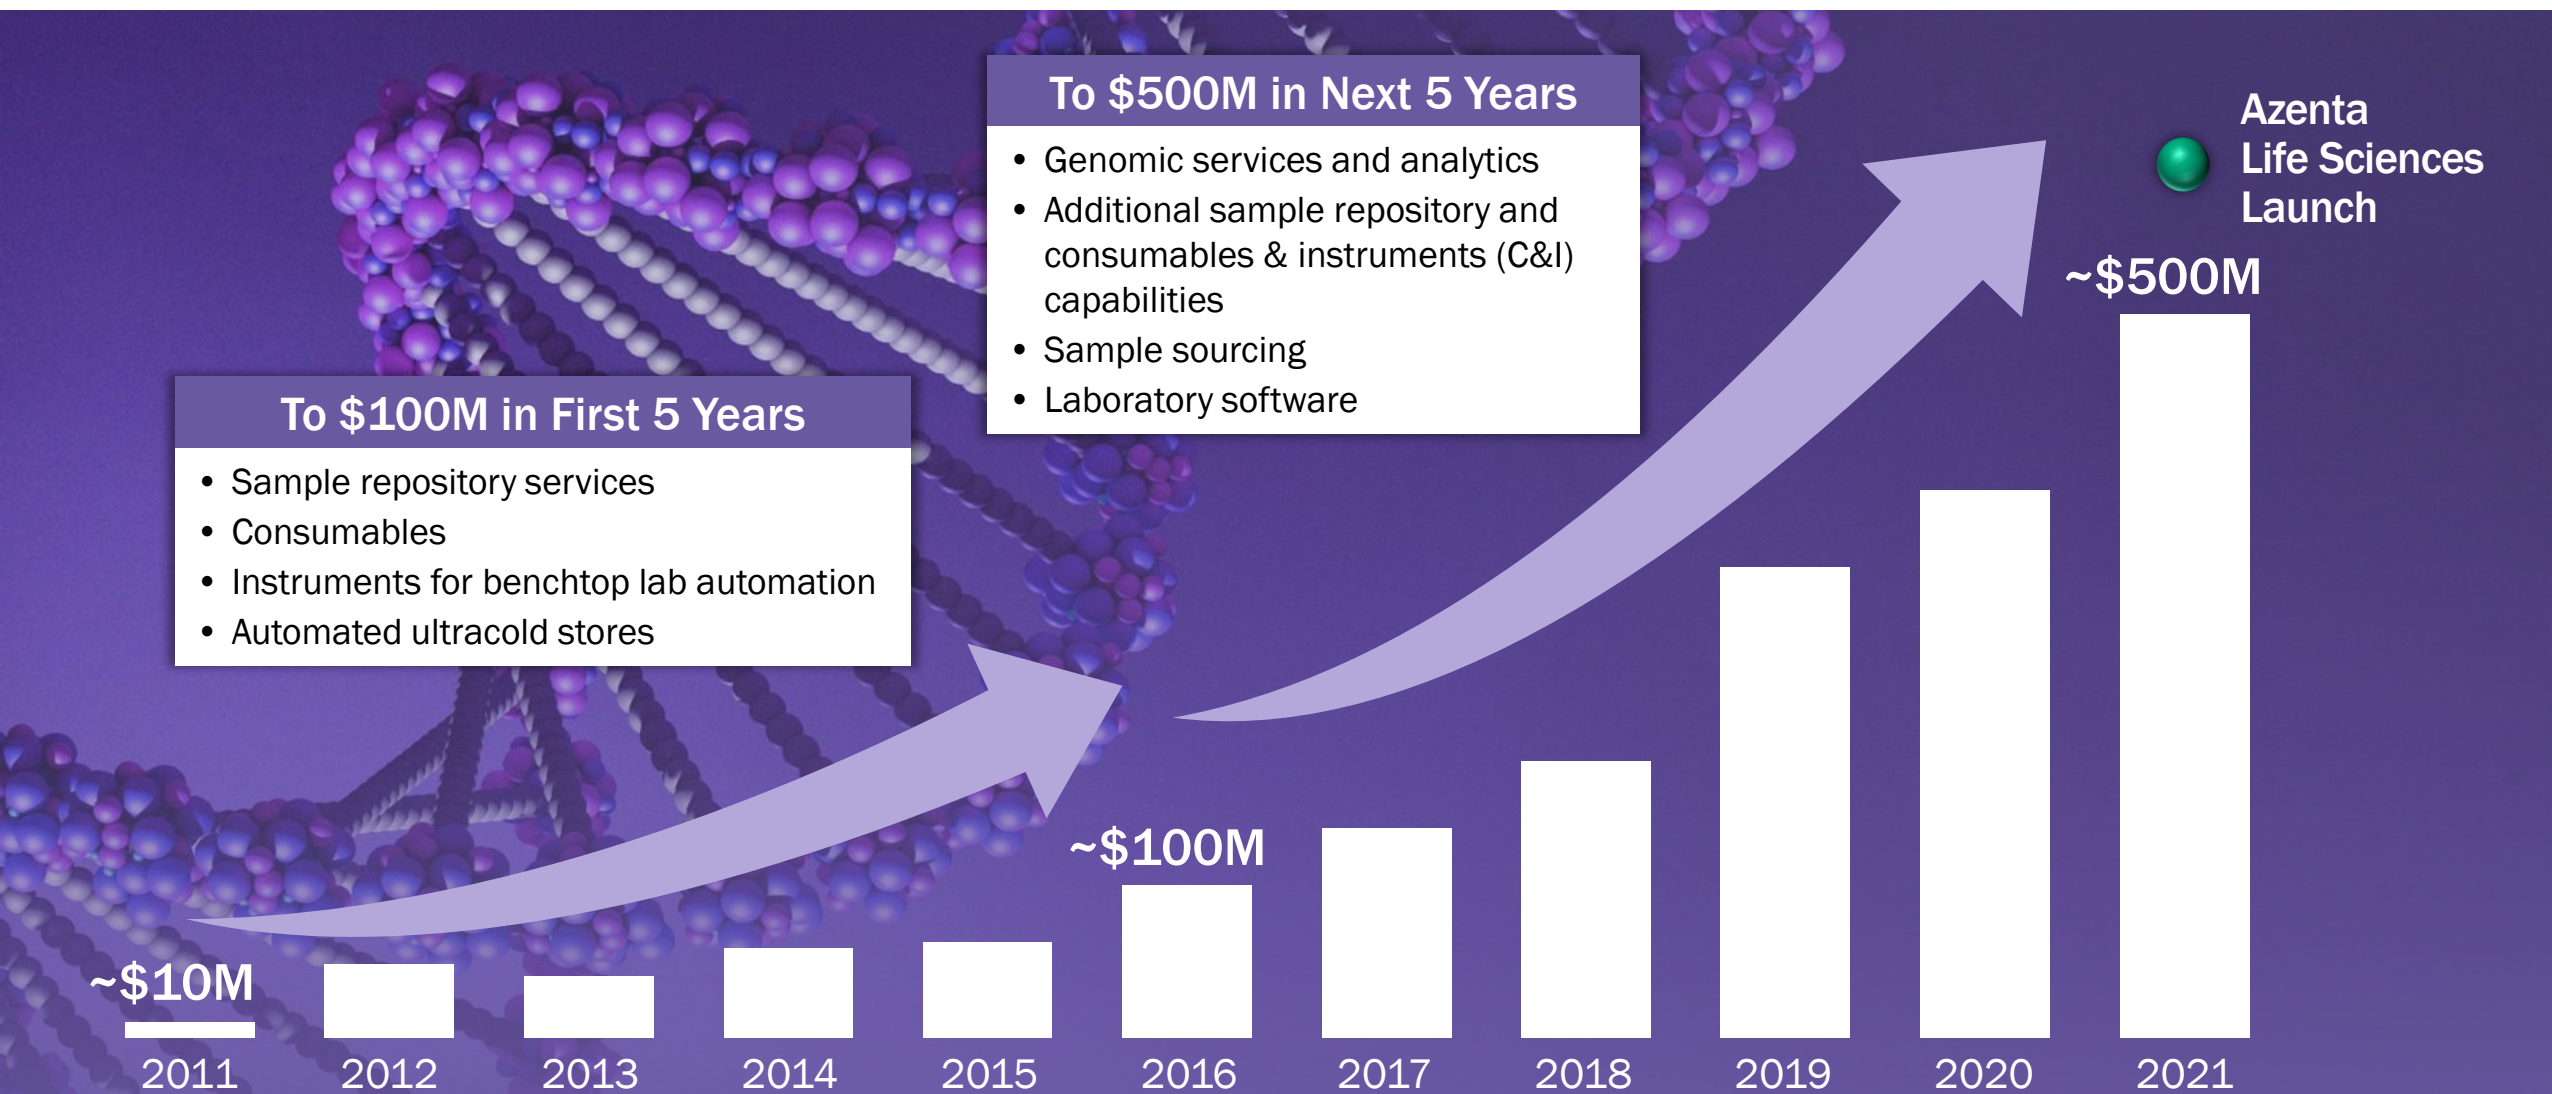 To $500M in Next 5 Years
• Genomic services and analytics
• Additional sample repository and
consumables & instruments (C&I)
capabilities
• Sample sourcing
• Laboratory software
Azenta
Life Sciences
Launch
~$500M
To $100M in First 5 Years
• Sample repository services
• Consumables
• Instruments for benchtop lab automation
• Automated ultracold stores
~$100M
~$10M
2011 2012 2013 2014 2015 2016 2017 2018 2019 2020 2021